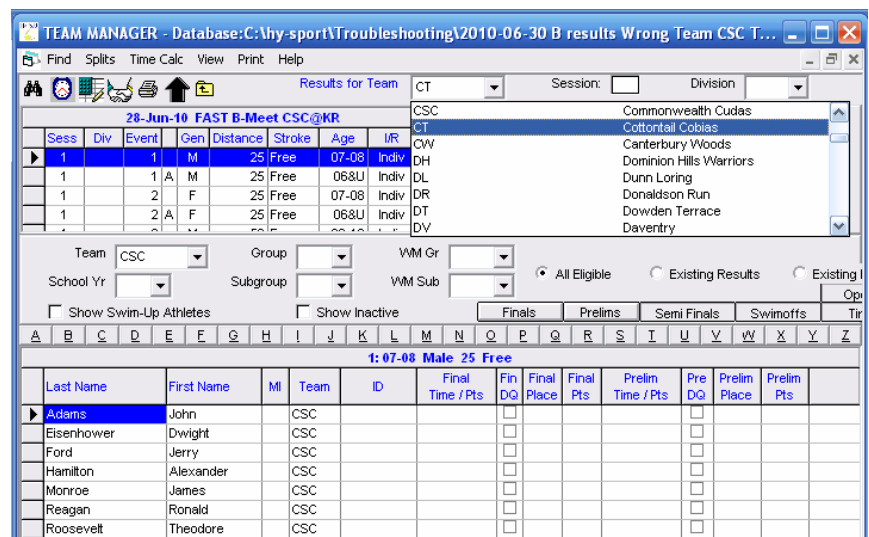 TEAM MANAGER - Database:C:\hy-sport\Troubleshooting\2010-06-30 B results Wrong Team CSC T...
Find Splits Time Calc View Print Help
Results for Team CT Session: Division
28-Jun-10 FAST B-Meet CSC@KR
Sess Div Event Gen Distance Stroke Age I/R
1 1 M 25 Free 07-08 Indiv
1 1 A M 25 Free 06&U Indiv
1 2 F 25 Free 07-08 Indiv
1 2 A F 25 Free 06&U Indiv
CSC Commonwealth Cudas
CT Cottontail Cobias
CW Canterbury Woods
DH Dominion Hills Warriors
DL Dunn Loring
DR Donaldson Run
DT Dowden Terrace
DV Daventry
Team CSC Group WM Gr
School Yr Subgroup WM Sub
All Eligible Existing Results Existing
Show Swim-Up Athletes Show Inactive
Finals Prelims Semi Finals Swimoffs
A B C D E F G H I J K L M N O P Q R S T U V W X Y Z
1: 07-08 Male 25 Free
Last Name First Name MI Team ID Final Time / Pts Fin DQ Final Place Final Pts Prelim Time / Pts Pre DQ Prelim Place Prelim Pts
Adams John CSC
Eisenhower Dwight CSC
Ford Jerry CSC
Hamilton Alexander CSC
Monroe James CSC
Reagan Ronald CSC
Roosevelt Theodore CSC